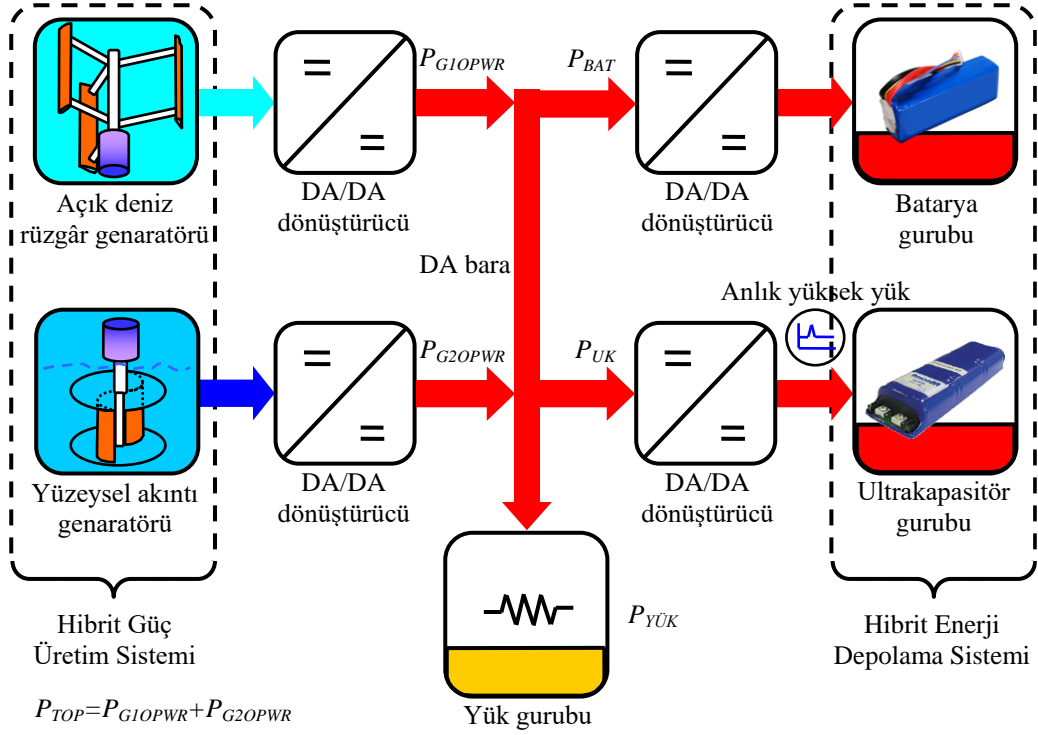 P_G1OPWR
P_BAT
Açık deniz
rüzgâr genaratörü
DA/DA
dönüştürücü
DA/DA
dönüştürücü
Batarya
gurubu
DA bara
Anlık yüksek yük
P_G2OPWR
P_UK
Yüzeysel akıntı
genaratörü
DA/DA
dönüştürücü
DA/DA
dönüştürücü
Ultrakapasitör
gurubu
P_YÜK
Hibrit Güç
Üretim Sistemi
Hibrit Enerji
Depolama Sistemi
P_TOP=P_G1OPWR+P_G2OPWR
Yük gurubu